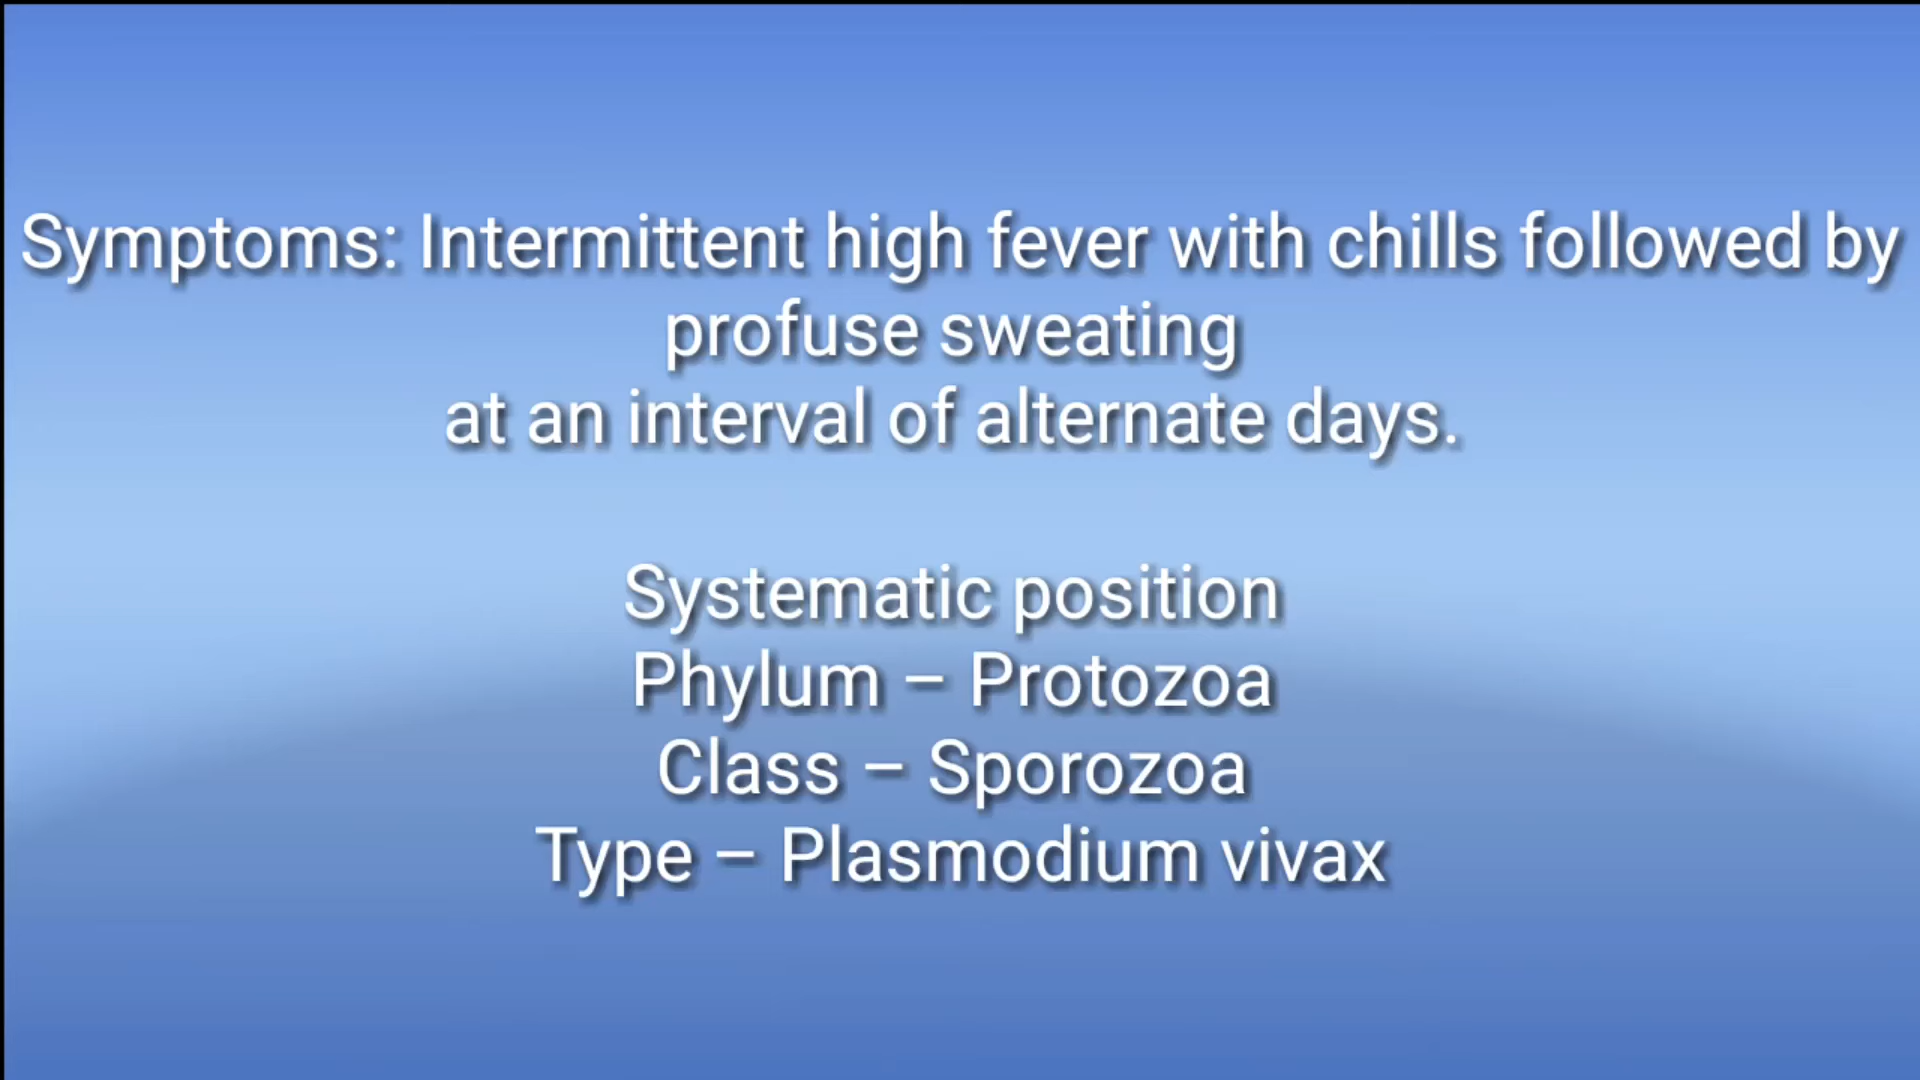 Symptoms: Intermittent high fever with chills followed by
profuse sweating
at an interval of alternate days.
Systematic position
Phylum – Protozoa
Class – Sporozoa
Type – Plasmodium vivax